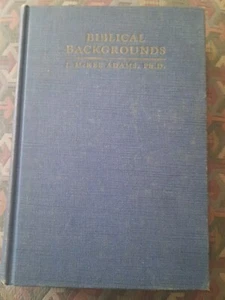 BIBLICAL
BACKGROUNDS
J. McKEE ADAMS, PH.D.